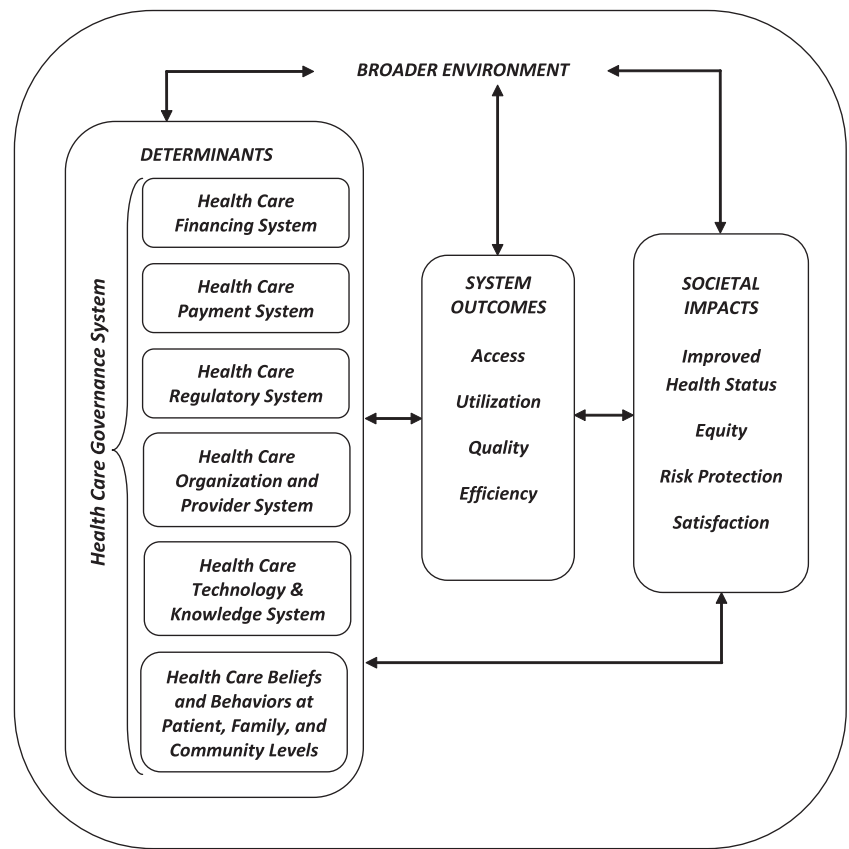 BROADER ENVIRONMENT
DETERMINANTS
Health Care Governance System
Health Care
Financing System
Health Care
Payment System
Health Care
Regulatory System
Health Care
Organization and
Provider System
Health Care
Technology &
Knowledge System
Health Care Beliefs
and Behaviors at
Patient, Family, and
Community Levels
SYSTEM
OUTCOMES
Access
Utilization
Quality
Efficiency
SOCIETAL
IMPACTS
Improved
Health Status
Equity
Risk Protection
Satisfaction